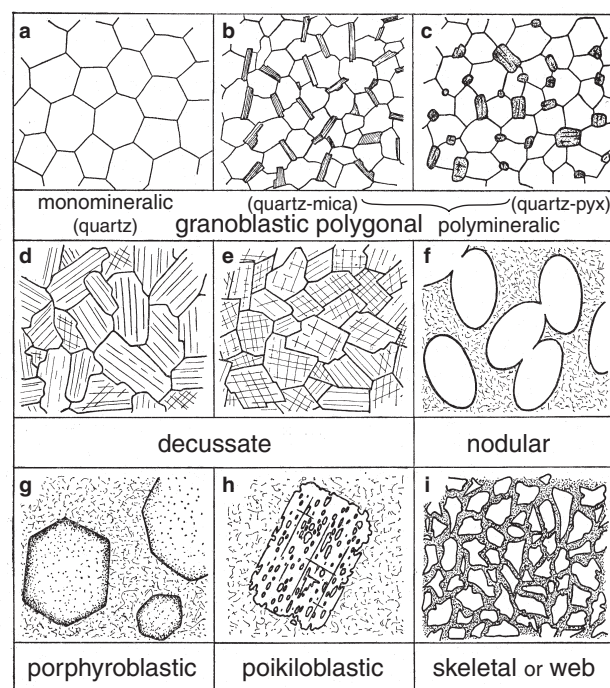 a
b
c
monomineralic
(quartz)
(quartz-mica)
(quartz-pyx)
granoblastic polygonal
polymineralic
d
e
f
decussate
nodular
g
h
i
porphyroblastic
poikiloblastic
skeletal or web